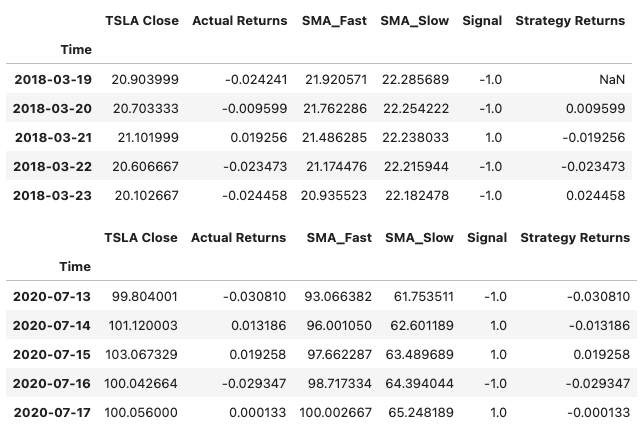 TSLA Close Actual Returns SMA_Fast SMA_Slow Signal Strategy Returns
Time
2018-03-19 20.903999 -0.024241 21.920571 22.285689 -1.0 NaN
2018-03-20 20.703333 -0.009599 21.762286 22.254222 -1.0 0.009599
2018-03-21 21.101999 0.019256 21.486285 22.238033 1.0 -0.019256
2018-03-22 20.606667 -0.023473 21.174476 22.215944 -1.0 -0.023473
2018-03-23 20.102667 -0.024458 20.935523 22.182478 -1.0 0.024458
TSLA Close Actual Returns SMA_Fast SMA_Slow Signal Strategy Returns
Time
2020-07-13 99.804001 -0.030810 93.066382 61.753511 -1.0 -0.030810
2020-07-14 101.120003 0.013186 96.001050 62.601189 1.0 -0.013186
2020-07-15 103.067329 0.019258 97.662287 63.489689 1.0 0.019258
2020-07-16 100.042664 -0.029347 98.717334 64.394044 -1.0 -0.029347
2020-07-17 100.056000 0.000133 100.002667 65.248189 1.0 -0.000133